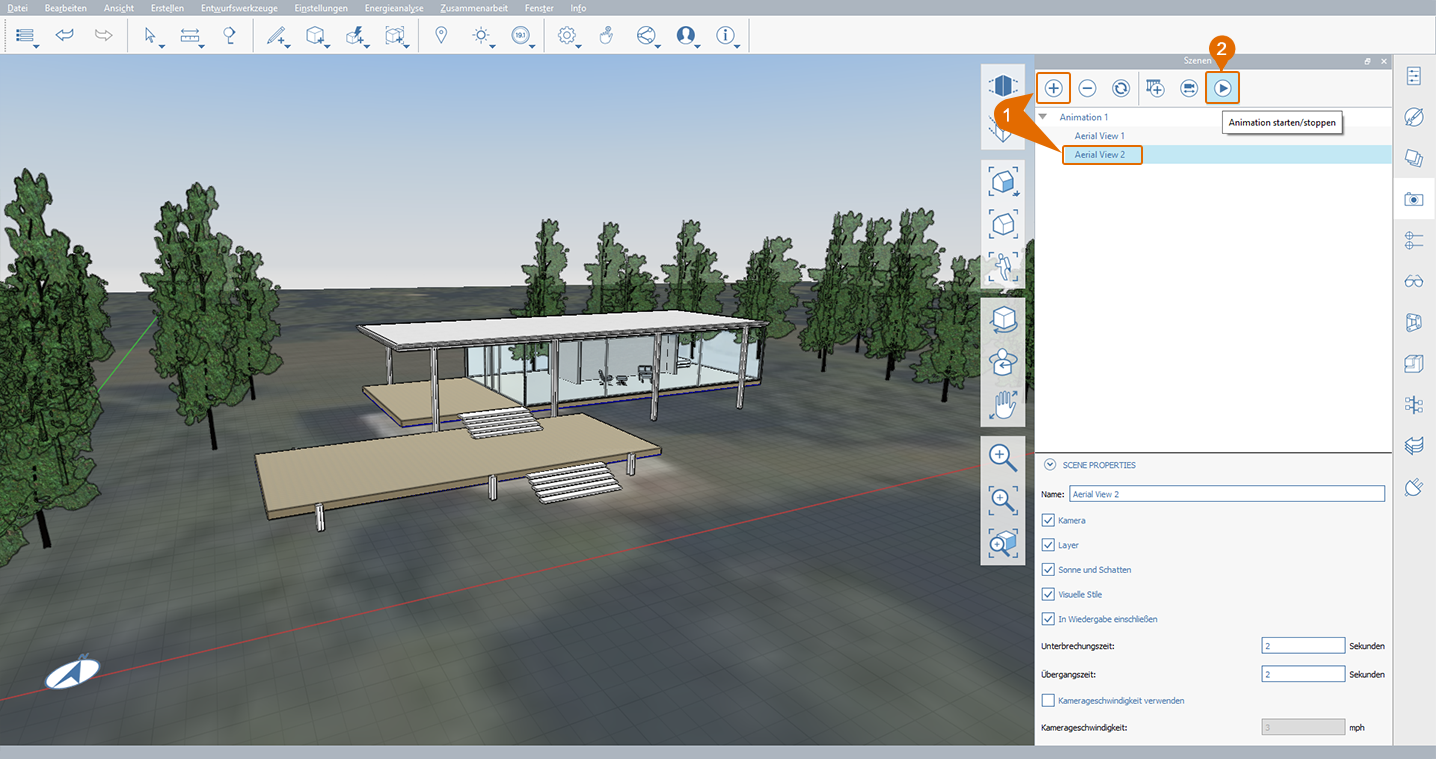 Datei Bearbeiten Ansicht Erstellen Entwurfswerkzeuge Einstellungen Energieanalyse Zusammenarbeit Fenster Info
19.1
2
Szenen
1
Animation 1
Animation starten/stoppen
Aerial View 1
Aerial View 2
SCENE PROPERTIES
Name: Aerial View 2
Kamera
Layer
Sonne und Schatten
Visuelle Stile
In Wiedergabe einschließen
Unterbrechungszeit: 2 Sekunden
Übergangszeit: 2 Sekunden
Kamerageschwindigkeit verwenden
Kamerageschwindigkeit: 3 mph
N